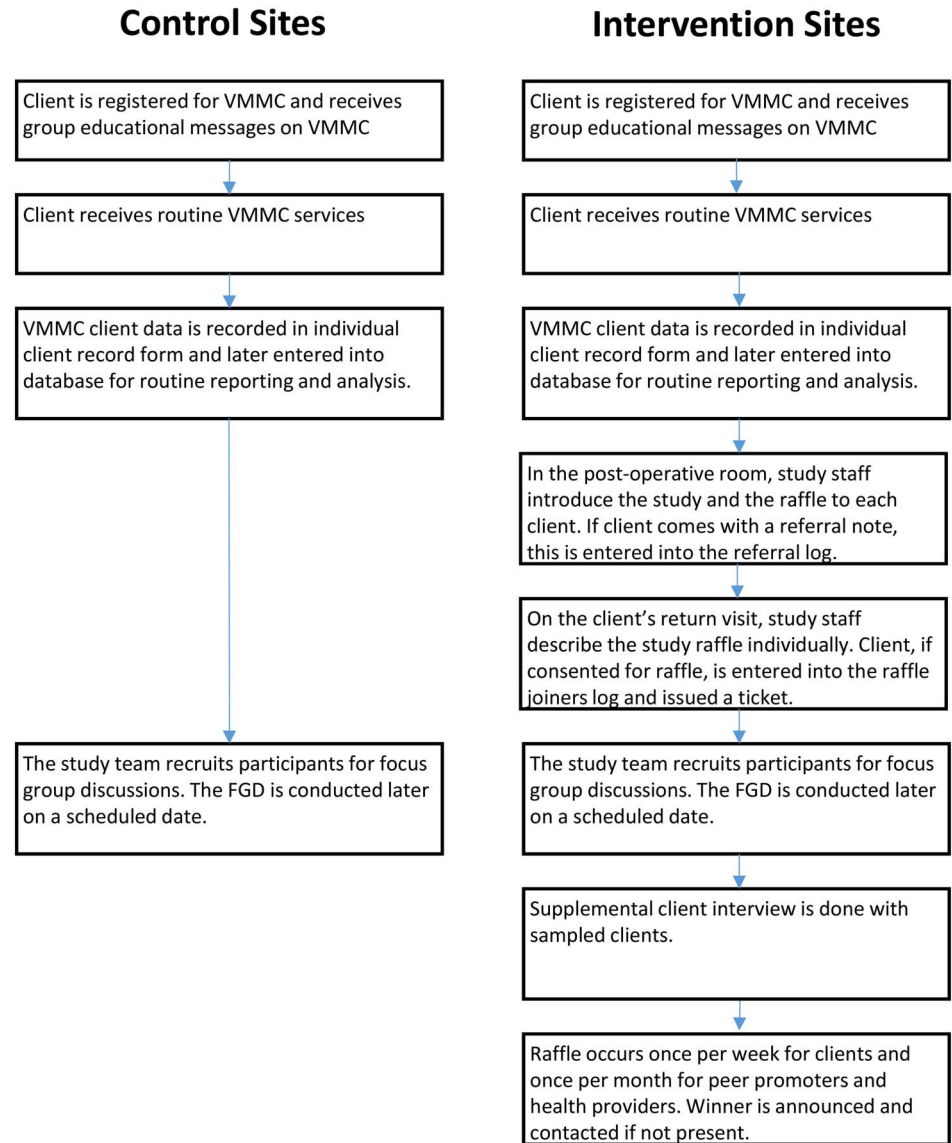 Control Sites
Client is registered for VMMC and receives
group educational messages on VMMC
Client receives routine VMMC services
VMMC client data is recorded in individual
client record form and later entered into
database for routine reporting and analysis.
The study team recruits participants for focus
group discussions. The FGD is conducted later
on a scheduled date.
Intervention Sites
Client is registered for VMMC and receives
group educational messages on VMMC
Client receives routine VMMC services
VMMC client data is recorded in individual
client record form and later entered into
database for routine reporting and analysis.
In the post-operative room, study staff
introduce the study and the raffle to each
client. If client comes with a referral note,
this is entered into the referral log.
On the client's return visit, study staff
describe the study raffle individually. Client, if
consented for raffle, is entered into the raffle
joiners log and issued a ticket.
The study team recruits participants for focus
group discussions. The FGD is conducted later
on a scheduled date.
Supplemental client interview is done with
sampled clients.
Raffle occurs once per week for clients and
once per month for peer promoters and
health providers. Winner is announced and
contacted if not present.